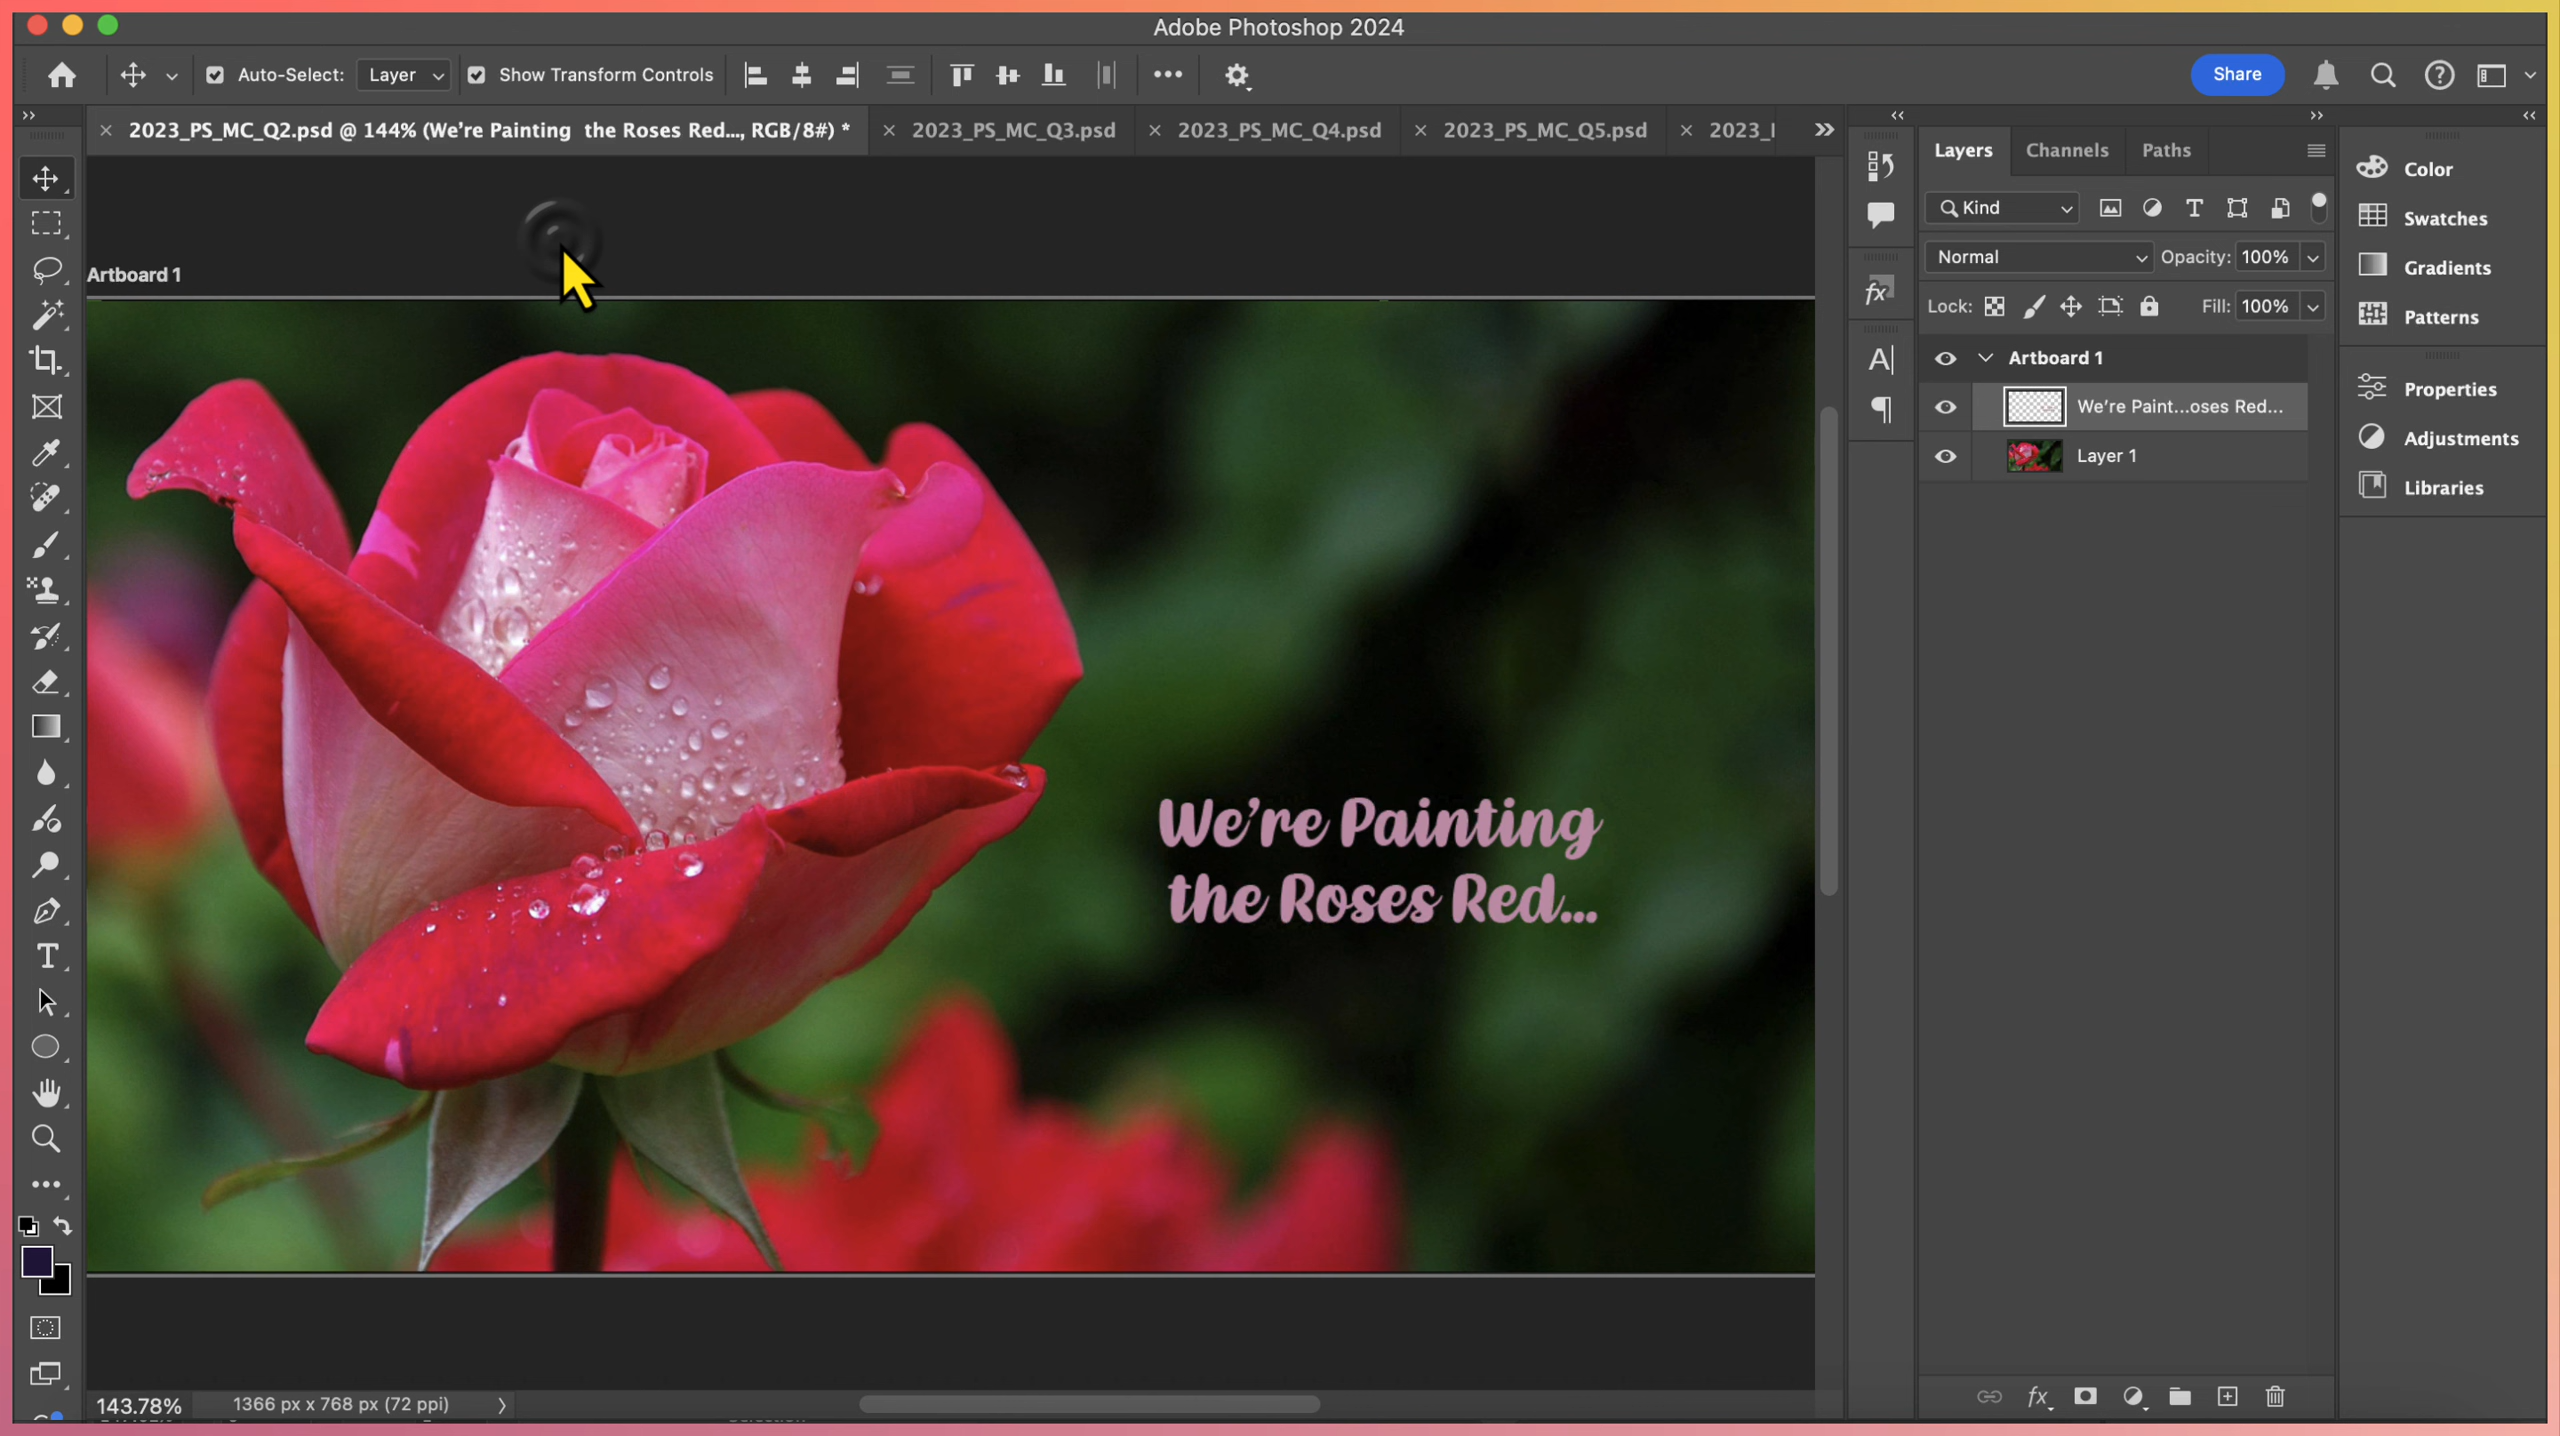 Adobe Photoshop 2024
Auto-Select: Layer Show Transform Controls
Share
2023_PS_MC_Q2.psd @ 144% (We’re Painting the Roses Red..., RGB/8#) *
2023_PS_MC_Q3.psd
2023_PS_MC_Q4.psd
2023_PS_MC_Q5.psd
Artboard 1
We’re Painting
the Roses Red...
143.78% 1366 px x 768 px (72 ppi)
Layers Channels Paths
Kind
Normal Opacity: 100%
Lock: Fill: 100%
Artboard 1
We’re Paint...oses Red...
Layer 1
Color
Swatches
Gradients
Patterns
Properties
Adjustments
Libraries